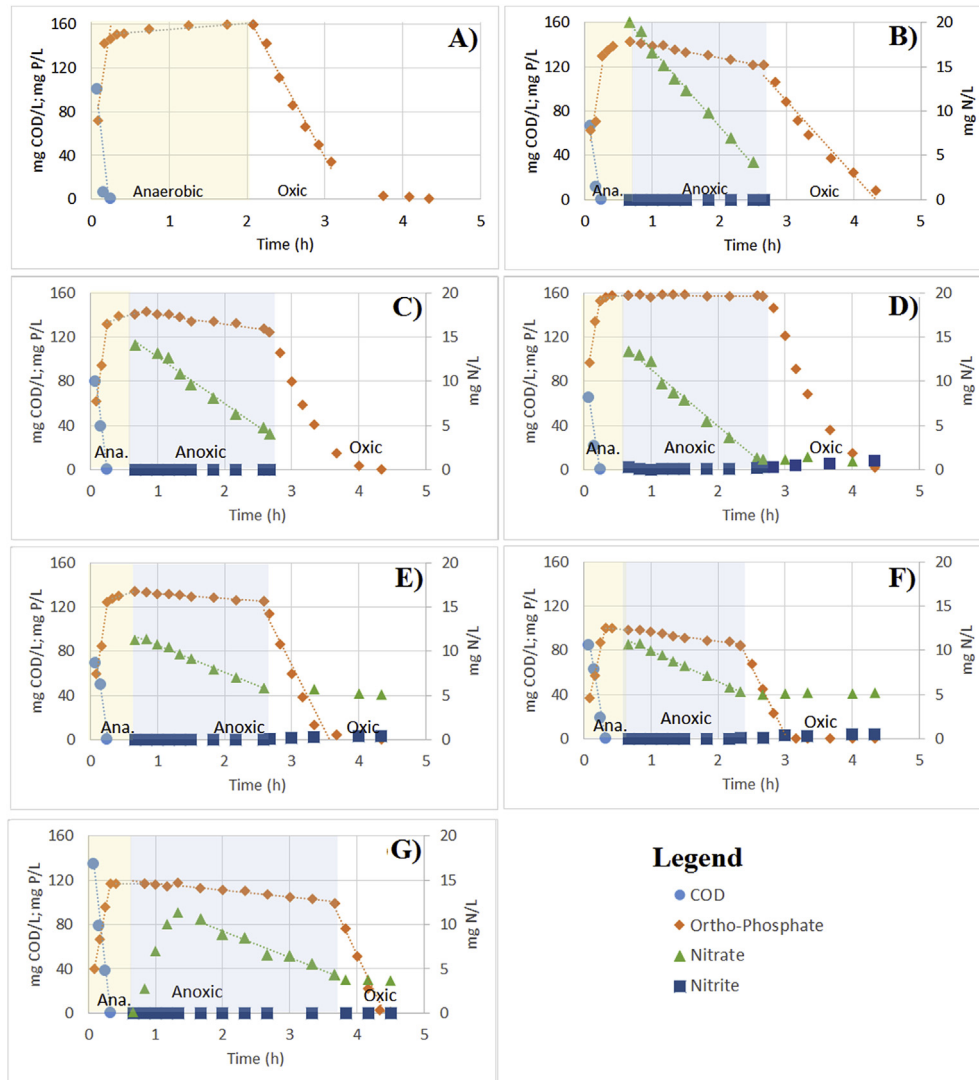 A)
mg COD/L; mg P/L
160
120
80
40
0
Anaerobic Oxic
0 1 2 3 4 5
Time (h)
B)
mg COD/L; mg P/L
160
120
80
40
0
20
15
10
5
0
mg N/L
Ana. Anoxic Oxic
0 1 2 3 4 5
Time (h)
C)
mg COD/L; mg P/L
160
120
80
40
0
20
15
10
5
0
mg N/L
Ana. Anoxic Oxic
0 1 2 3 4 5
Time (h)
D)
mg COD/L; mg P/L
160
120
80
40
0
20
15
10
5
0
mg N/L
Ana. Anoxic Oxic
0 1 2 3 4 5
Time (h)
E)
mg COD/L; mg P/L
160
120
80
40
0
20
15
10
5
0
mg N/L
Ana. Anoxic Oxic
0 1 2 3 4 5
Time (h)
F)
mg COD/L; mg P/L
160
120
80
40
0
20
15
10
5
0
mg N/L
Ana. Anoxic Oxic
0 1 2 3 4 5
Time (h)
G)
mg COD/L; mg P/L
160
120
80
40
0
20
15
10
5
0
mg N/L
Ana. Anoxic Oxic
0 1 2 3 4 5
Time (h)
Legend
COD
Ortho-Phosphate
Nitrate
Nitrite